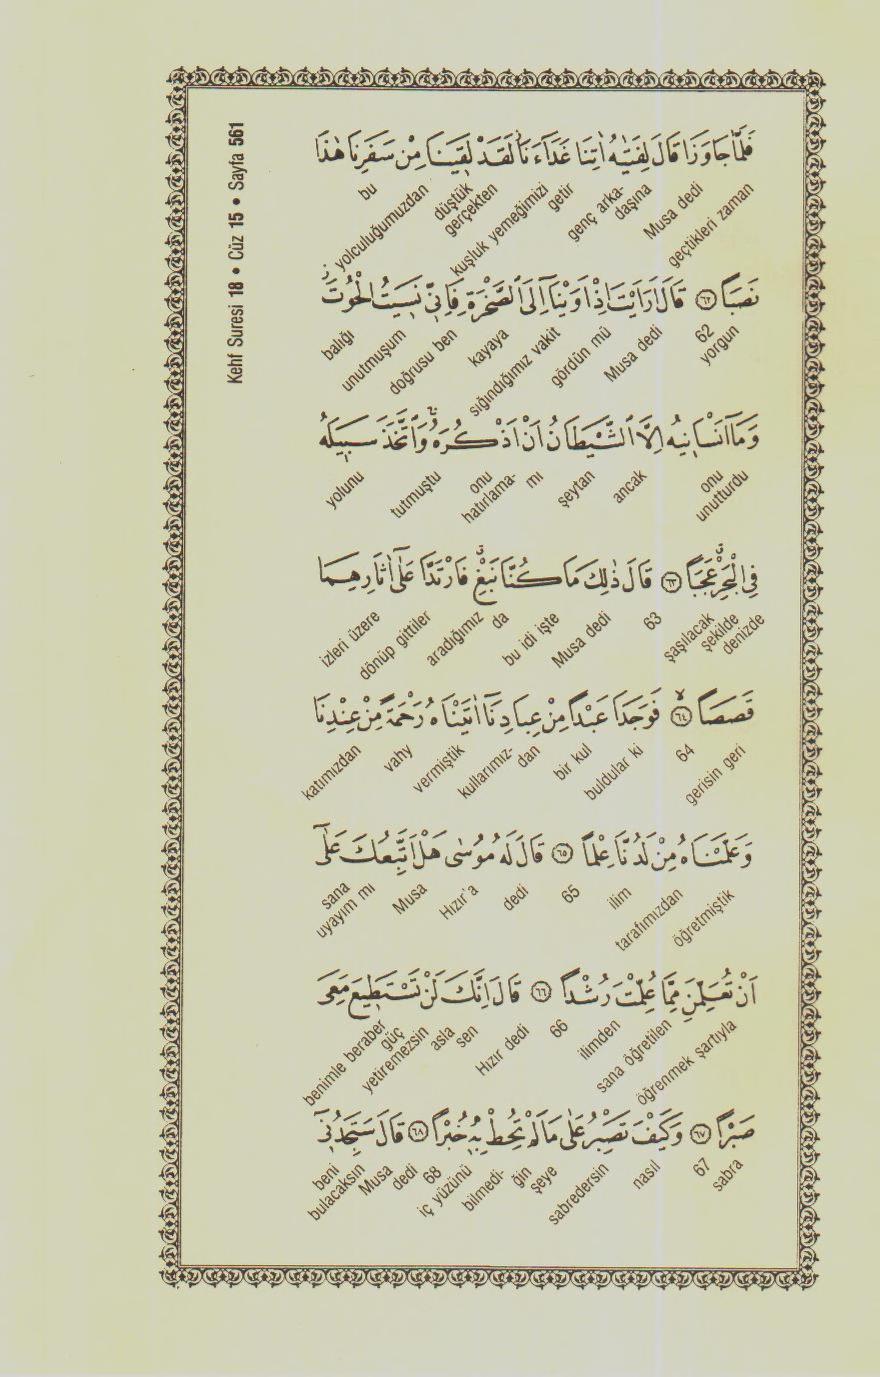 Kehf Suresi 18 • Cüz 15 • Sayfa 561
فَلَمَّا جَاوَزَا قَالَ لِفَتٰيهُ اٰتِنَا غَدَٓاءَنَاۘ لَقَدْ لَق۪ينَا مِنْ سَفَرِنَا هٰذَا
geçtikleri zaman Musa dedi genç arka-daşına getir kuşluk yemeğimizi gerçekten düştük yolculuğumuzdan bu
نَصَبًا ﴿٦٢﴾ قَالَ اَرَاَيْتَ اِذْ اَوَيْنَٓا اِلَى الصَّخْرَةِ فَاِنّ۪ي نَس۪يتُ الْحُوتَۘ
yorgun 62 Musa dedi gördün mü sığındığımız vakit kayaya doğrusu ben unutmuşum balığı
وَمَٓا اَنْسَان۪يهُ اِلَّا الشَّيْطَانُ اَنْ اَذْكُرَهُۚ وَاتَّخَذَ سَب۪يلَهُ
onu unutturdu ancak şeytan mı onu hatırlama- tutmuştu yolunu
فِي الْبَحْرِۗ عَجَبًا ﴿٦٣﴾ قَالَ ذٰلِكَ مَا كُنَّا نَبْغِۗ فَارْتَدَّا عَلٰٓى اٰثَارِهِمَا
denizde şekilde şaşılacak 63 Musa dedi bu idi işte da aradığımız dönüp gittiler izleri üzere
قَصَصًاۙ ﴿٦٤﴾ فَوَجَدَا عَبْدًا مِنْ عِبَادِنَٓا اٰتَيْنَاهُ رَحْمَةً مِنْ عِنْدِنَا
gerisin geri 64 buldular ki bir kul kullarımız-dan vermiştik vahy katımızdan
وَعَلَّمْنَاهُ مِنْ لَدُنَّا عِلْمًا ﴿٦٥﴾ قَالَ لَهُ مُوسٰى هَلْ اَتَّبِعُكَ عَلٰٓى
öğretmiştik tarafımızdan ilim 65 dedi Hızır'a Musa uyayım mı sana
اَنْ تُعَلِّمَنِ مِمَّا عُلِّمْتَ رُشْدًا ﴿٦٦﴾ قَالَ اِنَّكَ لَنْ تَسْتَط۪يعَ مَعِيَ
öğrenmek şartıyla sana öğretilen ilimden 66 Hızır dedi sen asla güç yetiremezsin benimle beraber
صَبْرًا ﴿٦٧﴾ وَكَيْفَ تَصْبِرُ عَلٰى مَا لَمْ تُحِطْ بِه۪ خُبْرًا ﴿٦٨﴾ قَالَ سَتَجِدُن۪ٓي
sabra 67 nasıl sabredersin şeye ğin bilmedi- iç yüzünü 68 dedi Musa bulacaksın beni